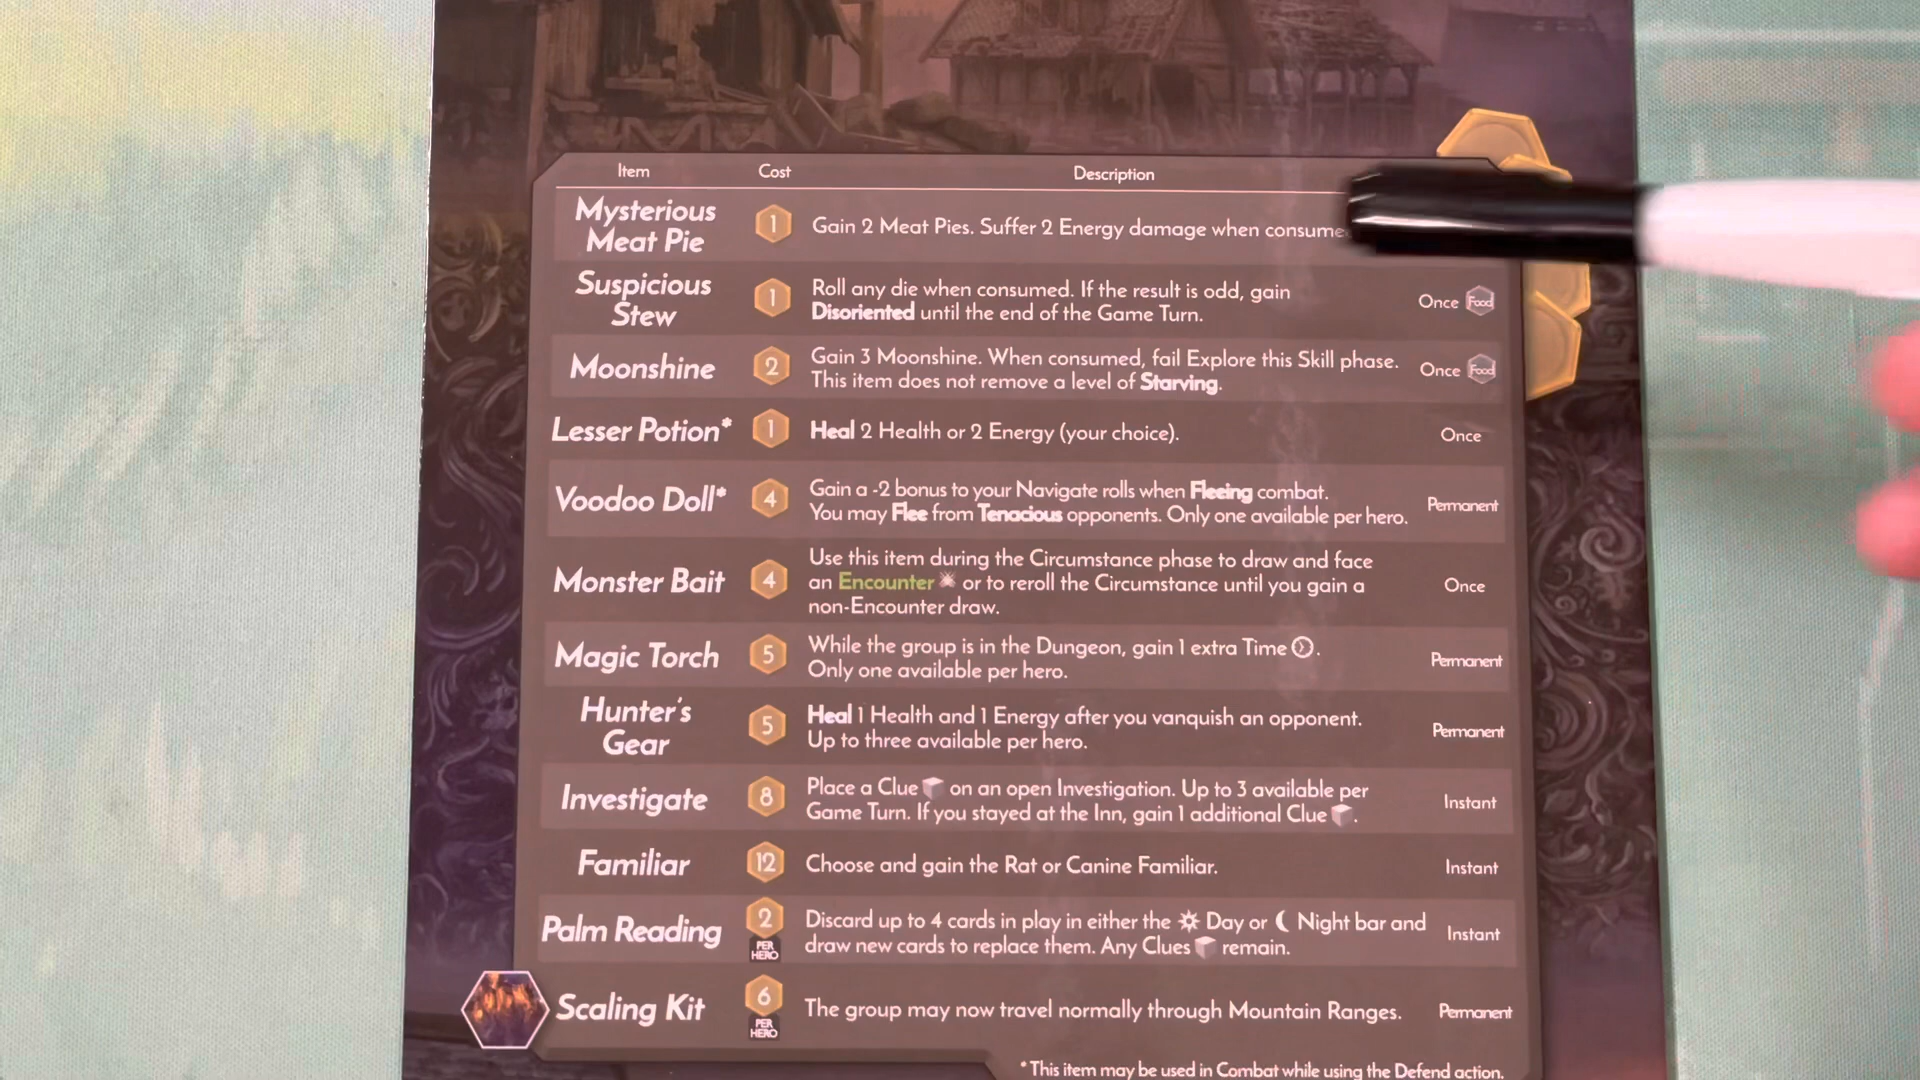 Item Cost Description
Mysterious
Meat Pie
1
Gain 2 Meat Pies. Suffer 2 Energy damage when
Suspicious
Stew
1
Roll any die when consumed. If the result is odd, gain
Disoriented until the end of the Game Turn.
Once Food
Moonshine
2
Gain 3 Moonshine. When consumed, fail Explore this Skill phase.
This item does not remove a level of Starving.
Once Food
Lesser Potion*
1
Heal 2 Health or 2 Energy (your choice).
Once
Voodoo Doll*
4
Gain a -2 bonus to your Navigate rolls when Fleeing combat.
You may Flee from Tenacious opponents. Only one available per hero.
Permanent
Monster Bait
4
Use this item during the Circumstance phase to draw and face
an Encounter or to reroll the Circumstance until you gain a
non-Encounter draw.
Once
Magic Torch
5
While the group is in the Dungeon, gain 1 extra Time.
Only one available per hero.
Permanent
Hunter's
Gear
5
Heal 1 Health and 1 Energy after you vanquish an opponent.
Up to three available per hero.
Permanent
Investigate
8
Place a Clue on an open Investigation. Up to 3 available per
Game Turn. If you stayed at the Inn, gain 1 additional Clue.
Instant
Familiar
12
Choose and gain the Rat or Canine Familiar.
Instant
Palm Reading
2
PER
HERO
Discard up to 4 cards in play in either the Day or Night bar and
draw new cards to replace them. Any Clues remain.
Instant
Scaling Kit
6
PER
HERO
The group may now travel normally through Mountain Ranges.
Permanent
*This item may be used in Combat while using the Defend action.